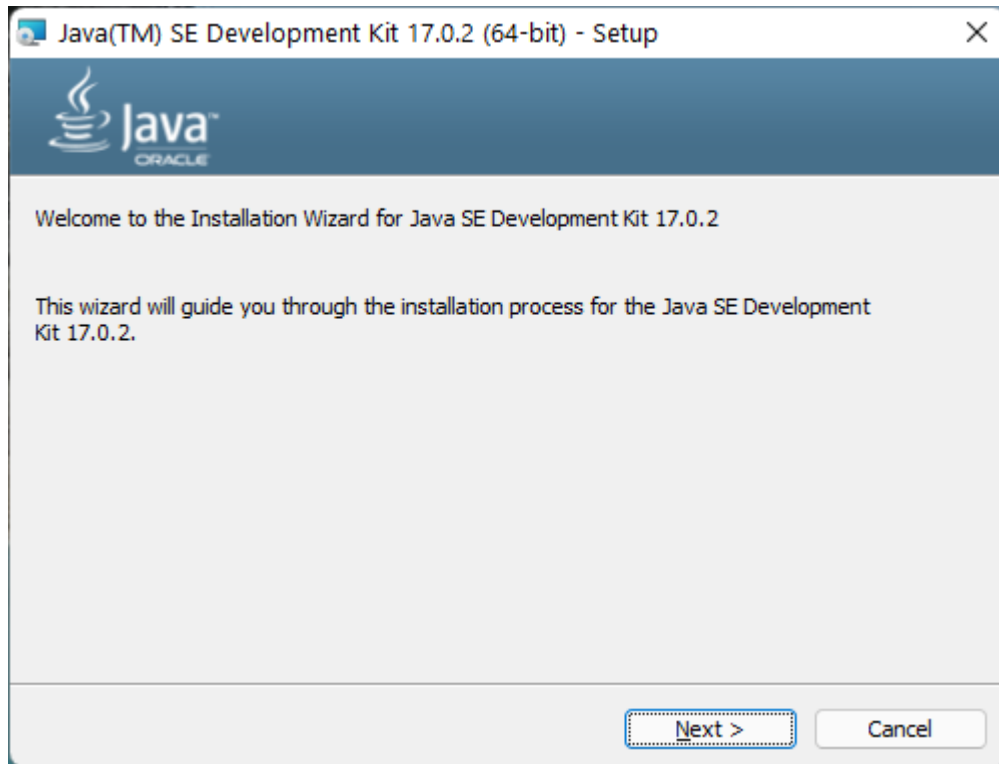 Java(TM) SE Development Kit 17.0.2 (64-bit) - Setup
Java™
ORACLE
Welcome to the Installation Wizard for Java SE Development Kit 17.0.2
This wizard will guide you through the installation process for the Java SE Development
Kit 17.0.2.
Next >
Cancel